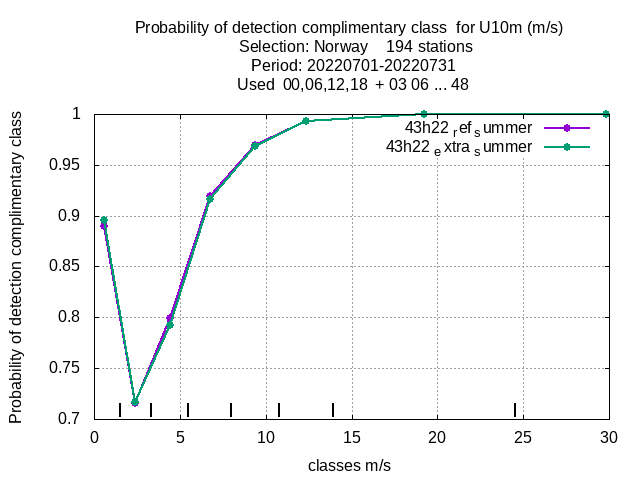 Probability of detection complimentary class  for U10m (m/s)
Selection: Norway    194 stations
Period: 20220701-20220731
Used  00,06,12,18  + 03 06 ... 48
Probability of detection complimentary class
1
0.95
0.9
0.85
0.8
0.75
0.7
43h22 ref summer
43h22 extra summer
0 5 10 15 20 25 30
classes m/s